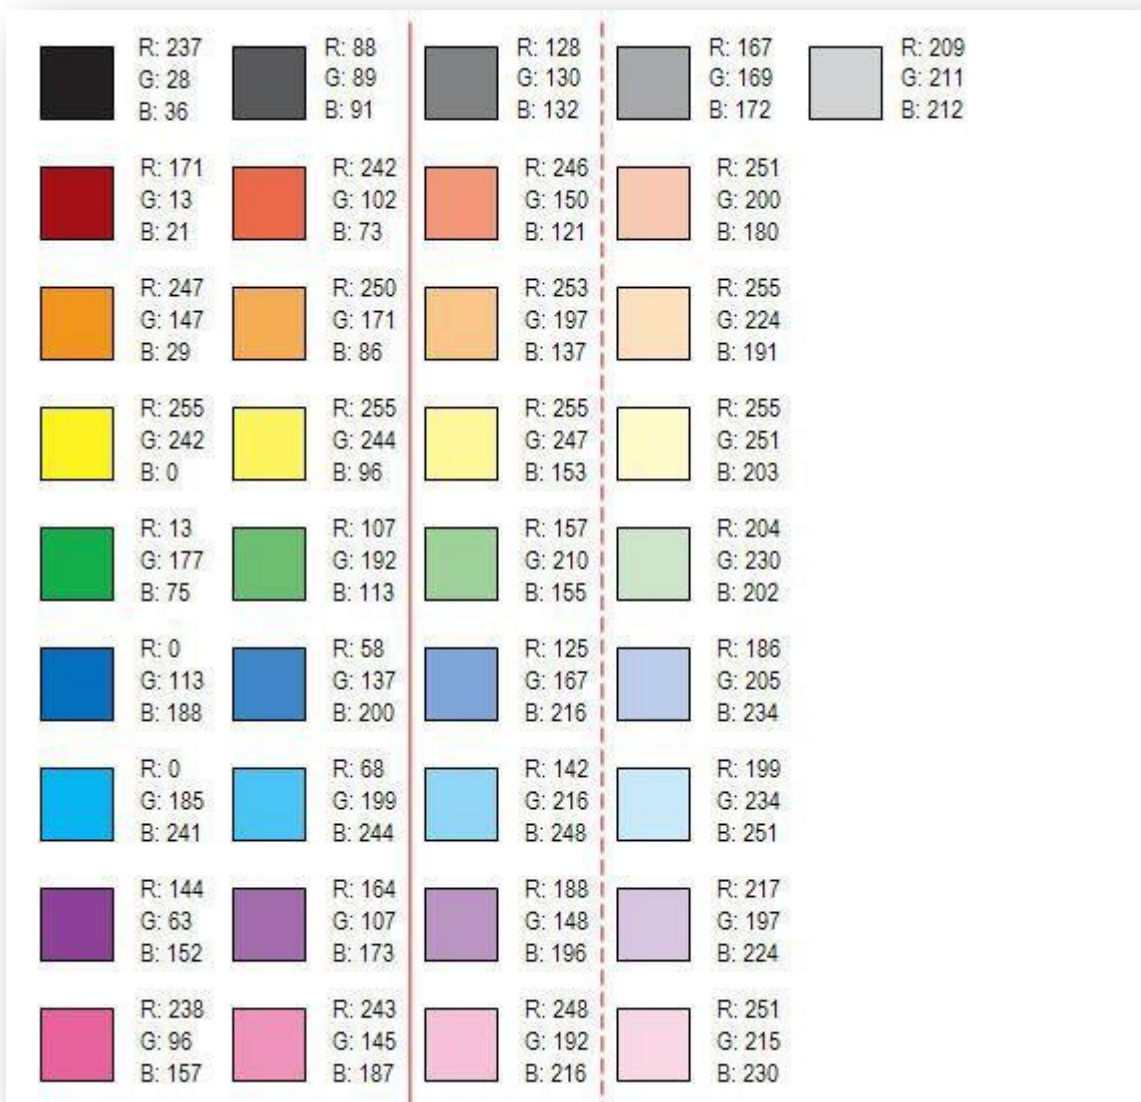 R: 237
G: 28
B: 36
R: 88
G: 89
B: 91
R: 128
G: 130
B: 132
R: 167
G: 169
B: 172
R: 209
G: 211
B: 212
R: 171
G: 13
B: 21
R: 242
G: 102
B: 73
R: 246
G: 150
B: 121
R: 251
G: 200
B: 180
R: 247
G: 147
B: 29
R: 250
G: 171
B: 86
R: 253
G: 197
B: 137
R: 255
G: 224
B: 191
R: 255
G: 242
B: 0
R: 255
G: 244
B: 96
R: 255
G: 247
B: 153
R: 255
G: 251
B: 203
R: 13
G: 177
B: 75
R: 107
G: 192
B: 113
R: 157
G: 210
B: 155
R: 204
G: 230
B: 202
R: 0
G: 113
B: 188
R: 58
G: 137
B: 200
R: 125
G: 167
B: 216
R: 186
G: 205
B: 234
R: 0
G: 185
B: 241
R: 68
G: 199
B: 244
R: 142
G: 216
B: 248
R: 199
G: 234
B: 251
R: 144
G: 63
B: 152
R: 164
G: 107
B: 173
R: 188
G: 148
B: 196
R: 217
G: 197
B: 224
R: 238
G: 96
B: 157
R: 243
G: 145
B: 187
R: 248
G: 192
B: 216
R: 251
G: 215
B: 230